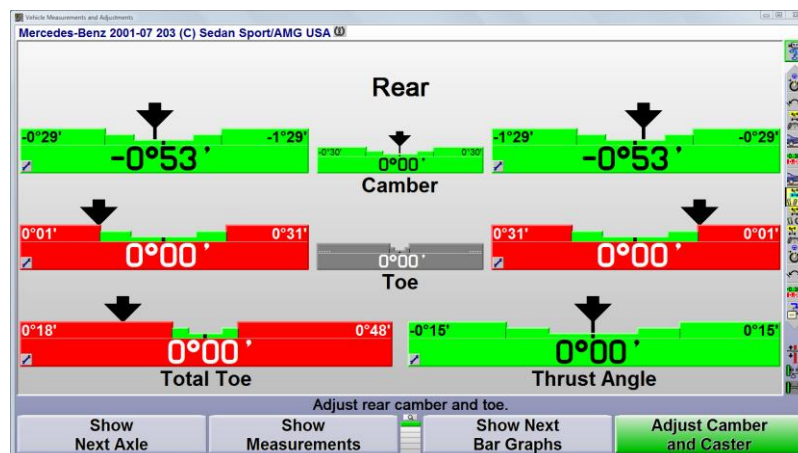 Vehicle Measurements and Adjustments
Mercedes-Benz 2001-07 203 (C) Sedan Sport/AMG USA
Rear
-0°29' -1°29' -1°29' -0°29'
-0°53' -0°30' 0°30' -0°53'
0°00'
Camber
0°01' 0°31' 0°31' 0°01'
0°00' 0°00' 0°00'
Toe
0°18' 0°48' -0°15' 0°15'
0°00' 0°00'
Total Toe Thrust Angle
Adjust rear camber and toe.
Show Show Show Next Adjust Camber
Next Axle Measurements Bar Graphs and Caster